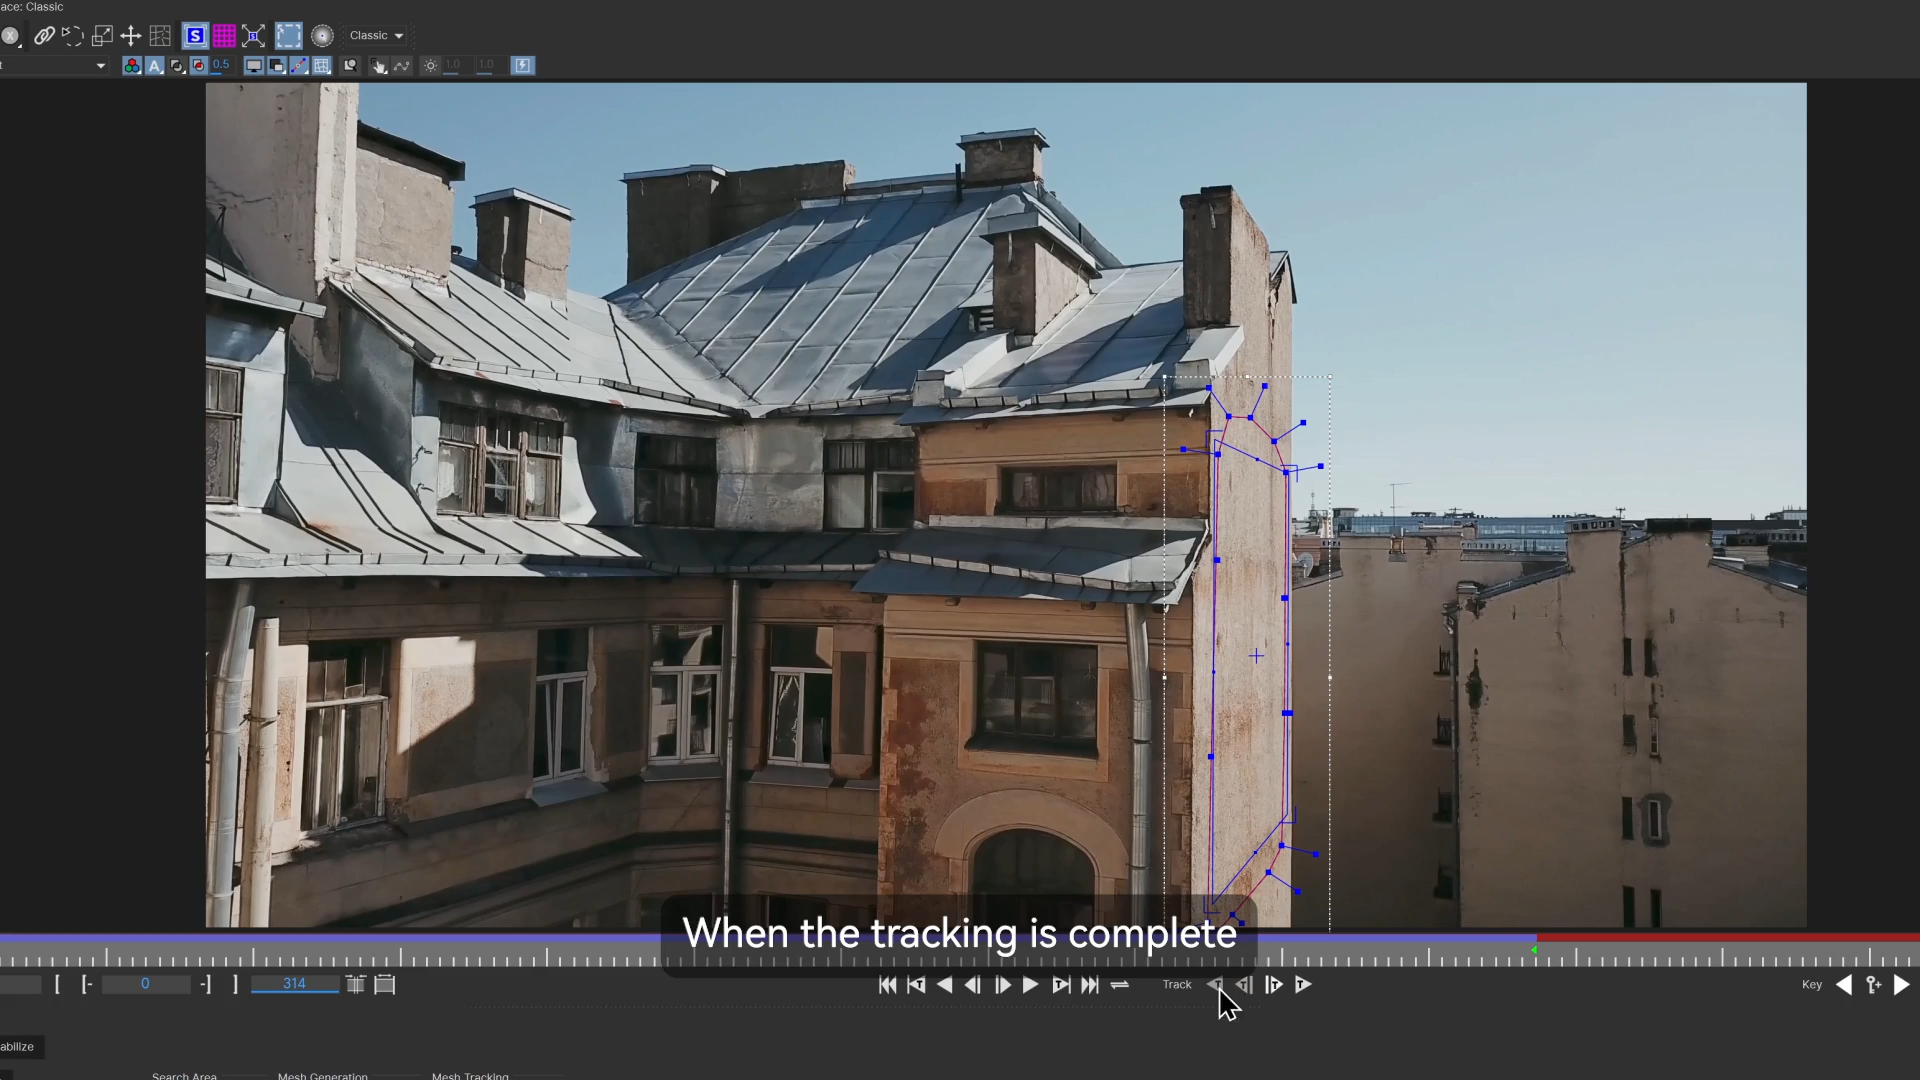 ace: Classic
Classic
t
0.5
1.0
1.0
When the tracking is complete
[
[-
0
-]
]
314
Track
Key
abilize
Search Area
Mesh Generation
Mesh Tracking